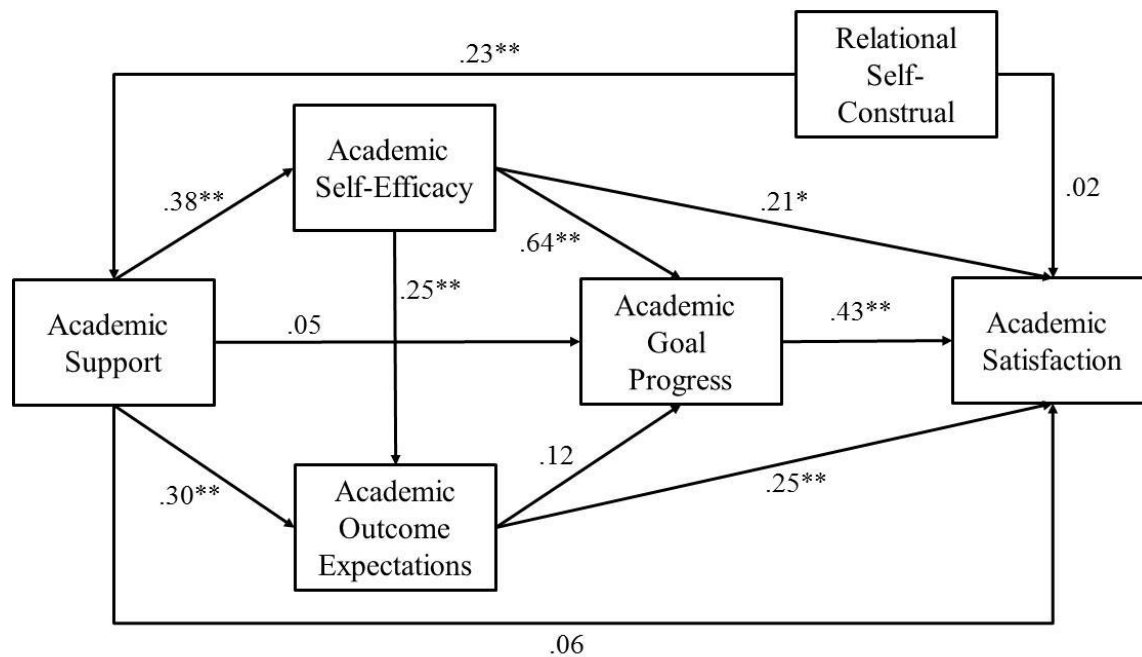 Relational
Self-
Construal
.23**
Academic
Self-Efficacy
.38**
.21*
.02
.64**
.25**
Academic
Support
.05
Academic
Goal
Progress
.43**
Academic
Satisfaction
.12
.30**
Academic
Outcome
Expectations
.25**
.06